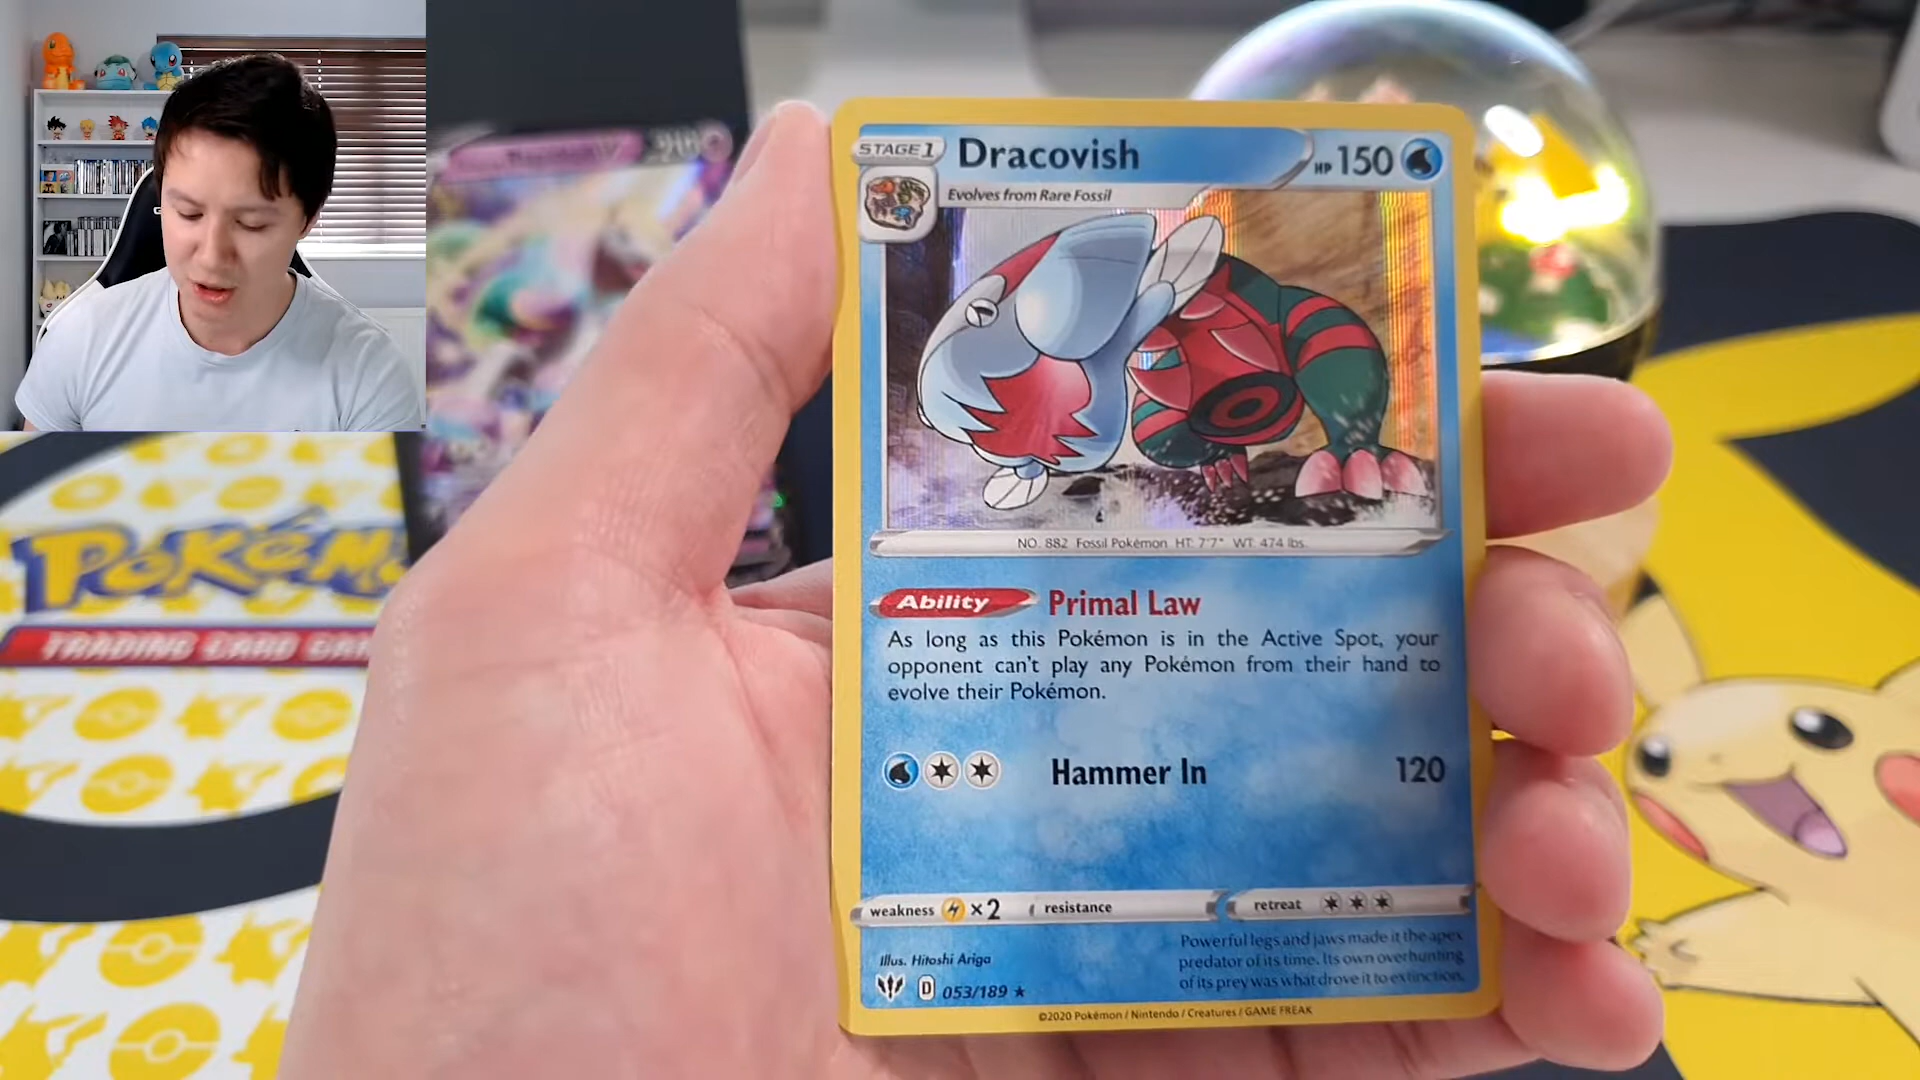 STAGE 1
Dracovish
HP 150
Evolves from Rare Fossil
NO. 882 Fossil Pokémon HT: 7'7" WT: 474 lbs.
Ability Primal Law
As long as this Pokémon is in the Active Spot, your
opponent can't play any Pokémon from their hand to
evolve their Pokémon.
Hammer In 120
weakness ×2 resistance retreat
Powerful legs and jaws made it the apex
predator of its time. Its own overhunting
of its prey was what drove it to extinction.
Illus. Hitoshi Ariga
D 053/189 ★
©2020 Pokémon / Nintendo / Creatures / GAME FREAK
POKéM
TRADING CARD GAM